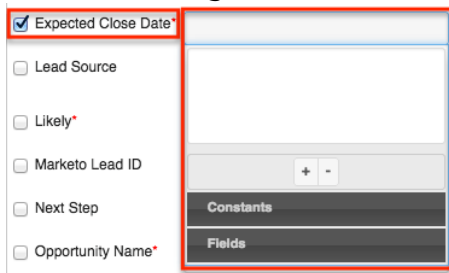 Expected Close Date*
Lead Source
Likely*
Marketo Lead ID
+ -
Next Step
Constants
Opportunity Name*
Fields